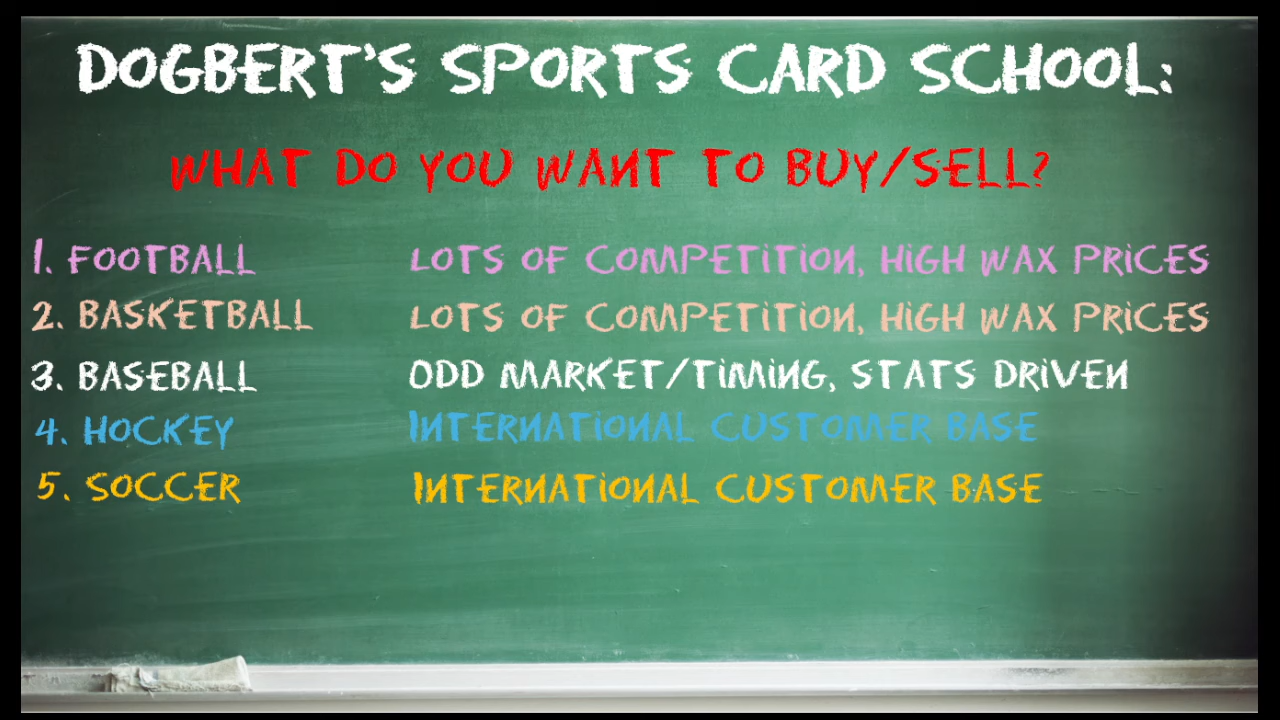 DOGBERT'S SPORTS CARD SCHOOL:
WHAT DO YOU WANT TO BUY/SELL?
1. FOOTBALL LOTS OF COMPETITION, HIGH WAX PRICES
2. BASKETBALL LOTS OF COMPETITION, HIGH WAX PRICES
3. BASEBALL ODD MARKET/TIMING, STATS DRIVEN
4. HOCKEY INTERNATIONAL CUSTOMER BASE
5. SOCCER INTERNATIONAL CUSTOMER BASE